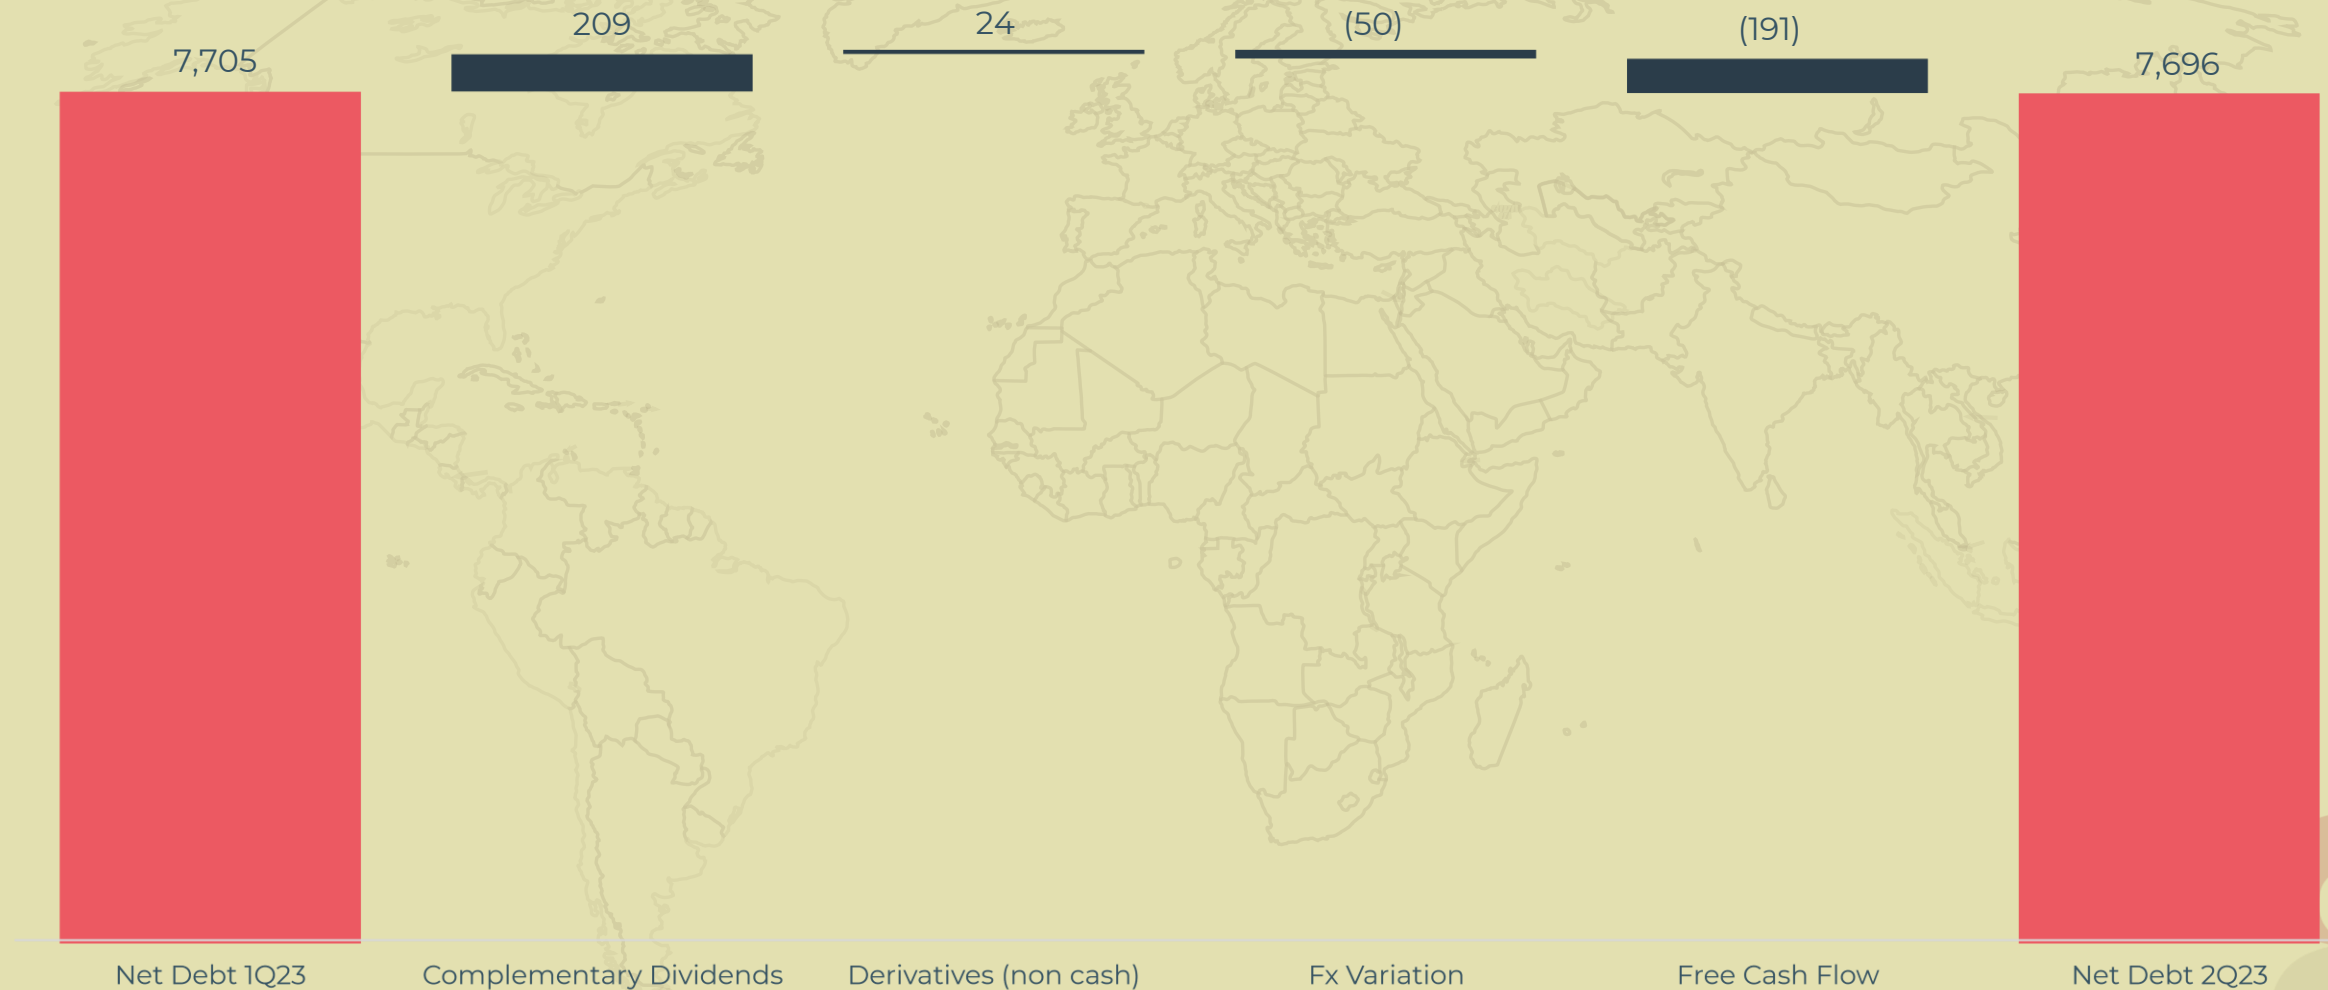 7,705
209
24
(50)
(191)
7,696
Net Debt 1Q23
Complementary Dividends
Derivatives (non cash)
Fx Variation
Free Cash Flow
Net Debt 2Q23